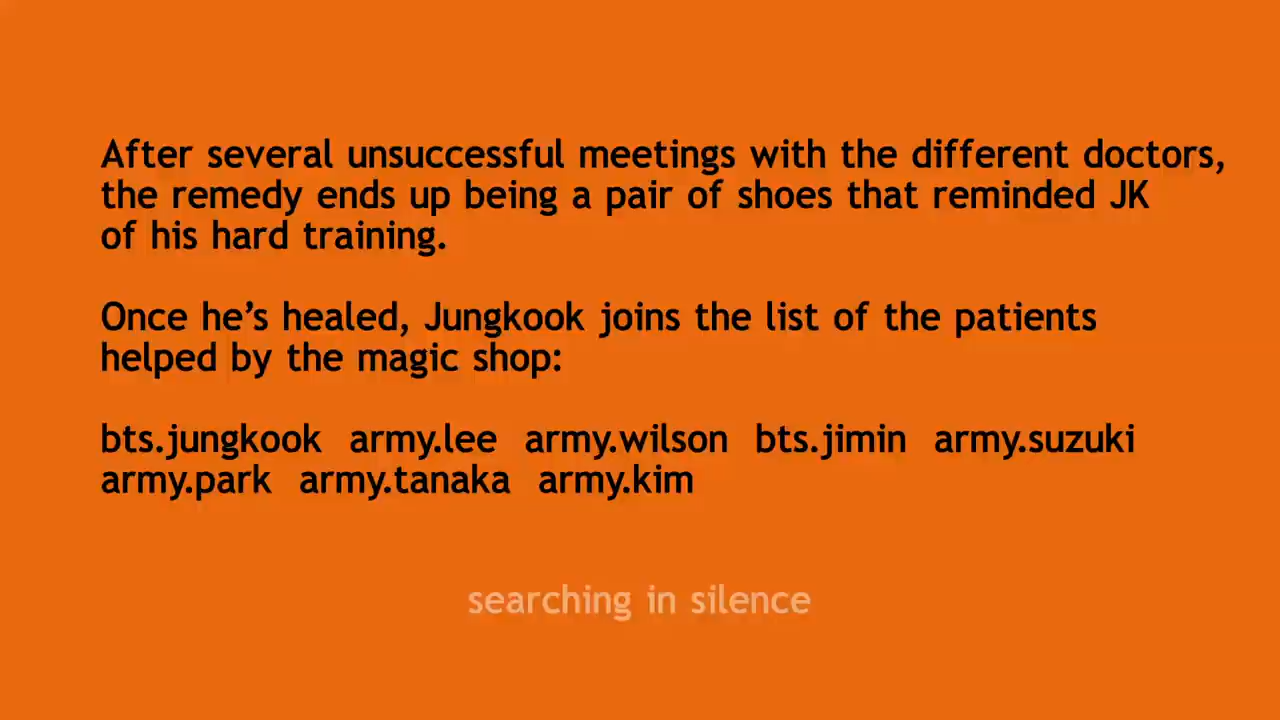 After several unsuccessful meetings with the different doctors,
the remedy ends up being a pair of shoes that reminded JK
of his hard training.
Once he’s healed, Jungkook joins the list of the patients
helped by the magic shop:
bts.jungkook army.lee army.wilson bts.jimin army.suzuki
army.park army.tanaka army.kim
searching in silence